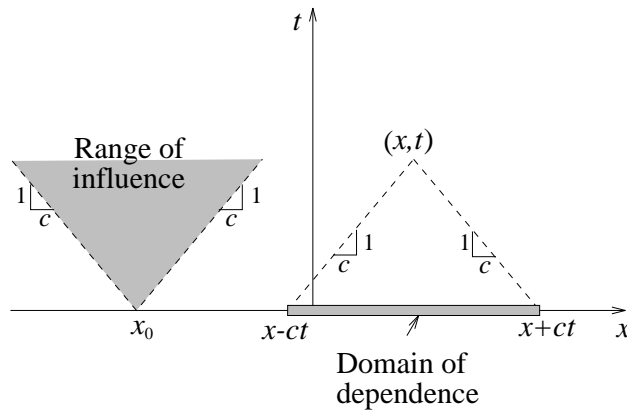 t
Range of
influence
(x,t)
1
c
1
c
1
c
1
c
x₀
x-ct
x+ct
x
Domain of
dependence